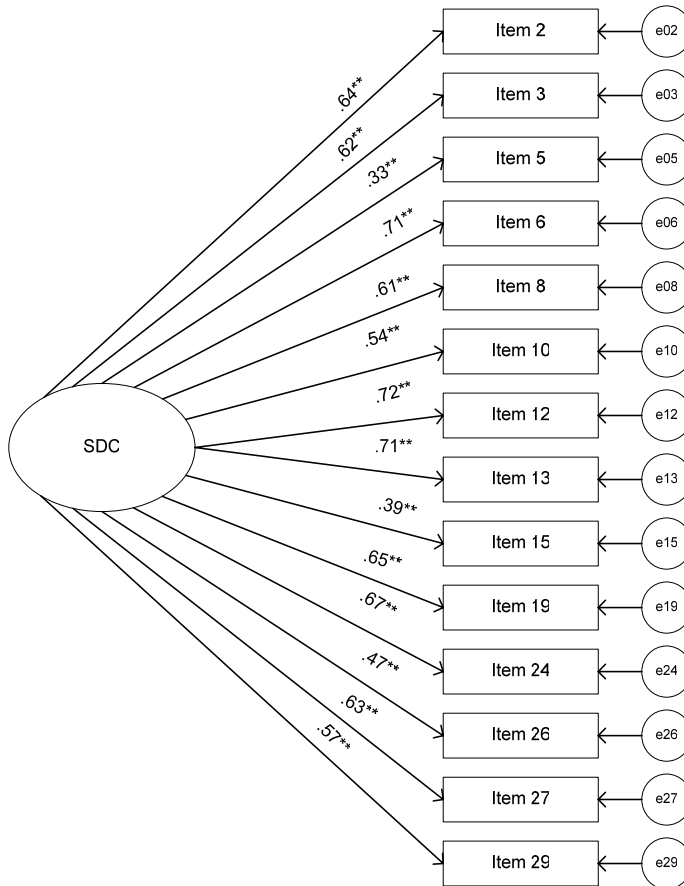 Item 2
e02
.64**
Item 3
e03
.62**
Item 5
e05
.33**
Item 6
e06
.71**
Item 8
e08
.61**
Item 10
e10
.54**
Item 12
e12
.72**
SDC
.71**
Item 13
e13
.39**
Item 15
e15
.65**
Item 19
e19
.67**
Item 24
e24
.47**
Item 26
e26
.63**
Item 27
e27
.57**
Item 29
e29